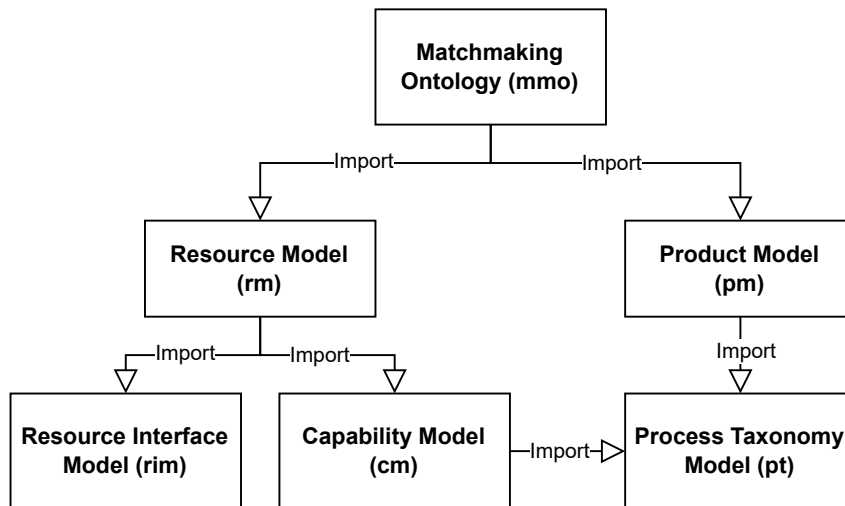 Matchmaking
Ontology (mmo)
Import
Import
Resource Model
(rm)
Product Model
(pm)
Import
Import
Import
Resource Interface
Model (rim)
Capability Model
(cm)
Import
Process Taxonomy
Model (pt)